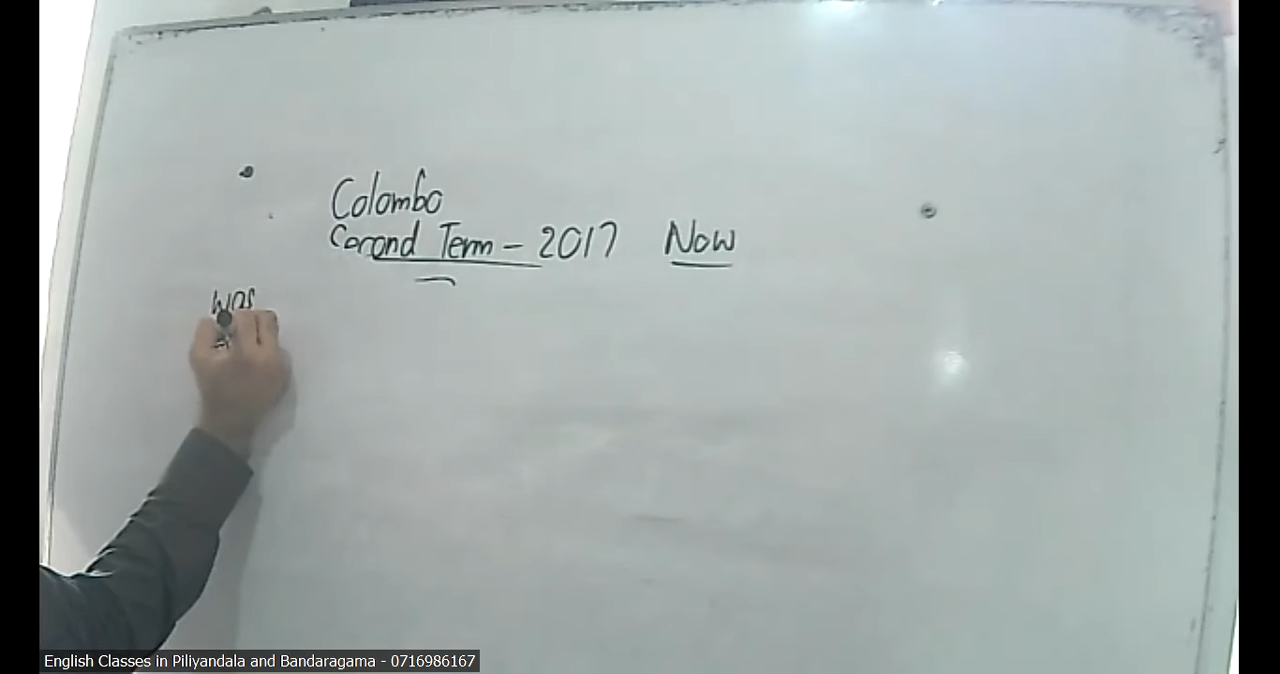 Colombo
Second Term - 2017 Now
was
English Classes in Piliyandala and Bandaragama - 0716986167